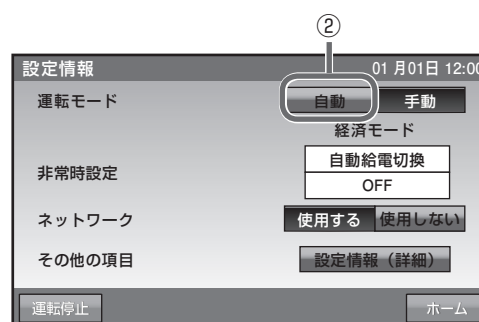 ②
設定情報 01月01日 12:00
運転モード 自動 手動
経済モード
非常時設定 自動給電切換
OFF
ネットワーク 使用する 使用しない
その他の項目 設定情報（詳細）
運転停止 ホーム